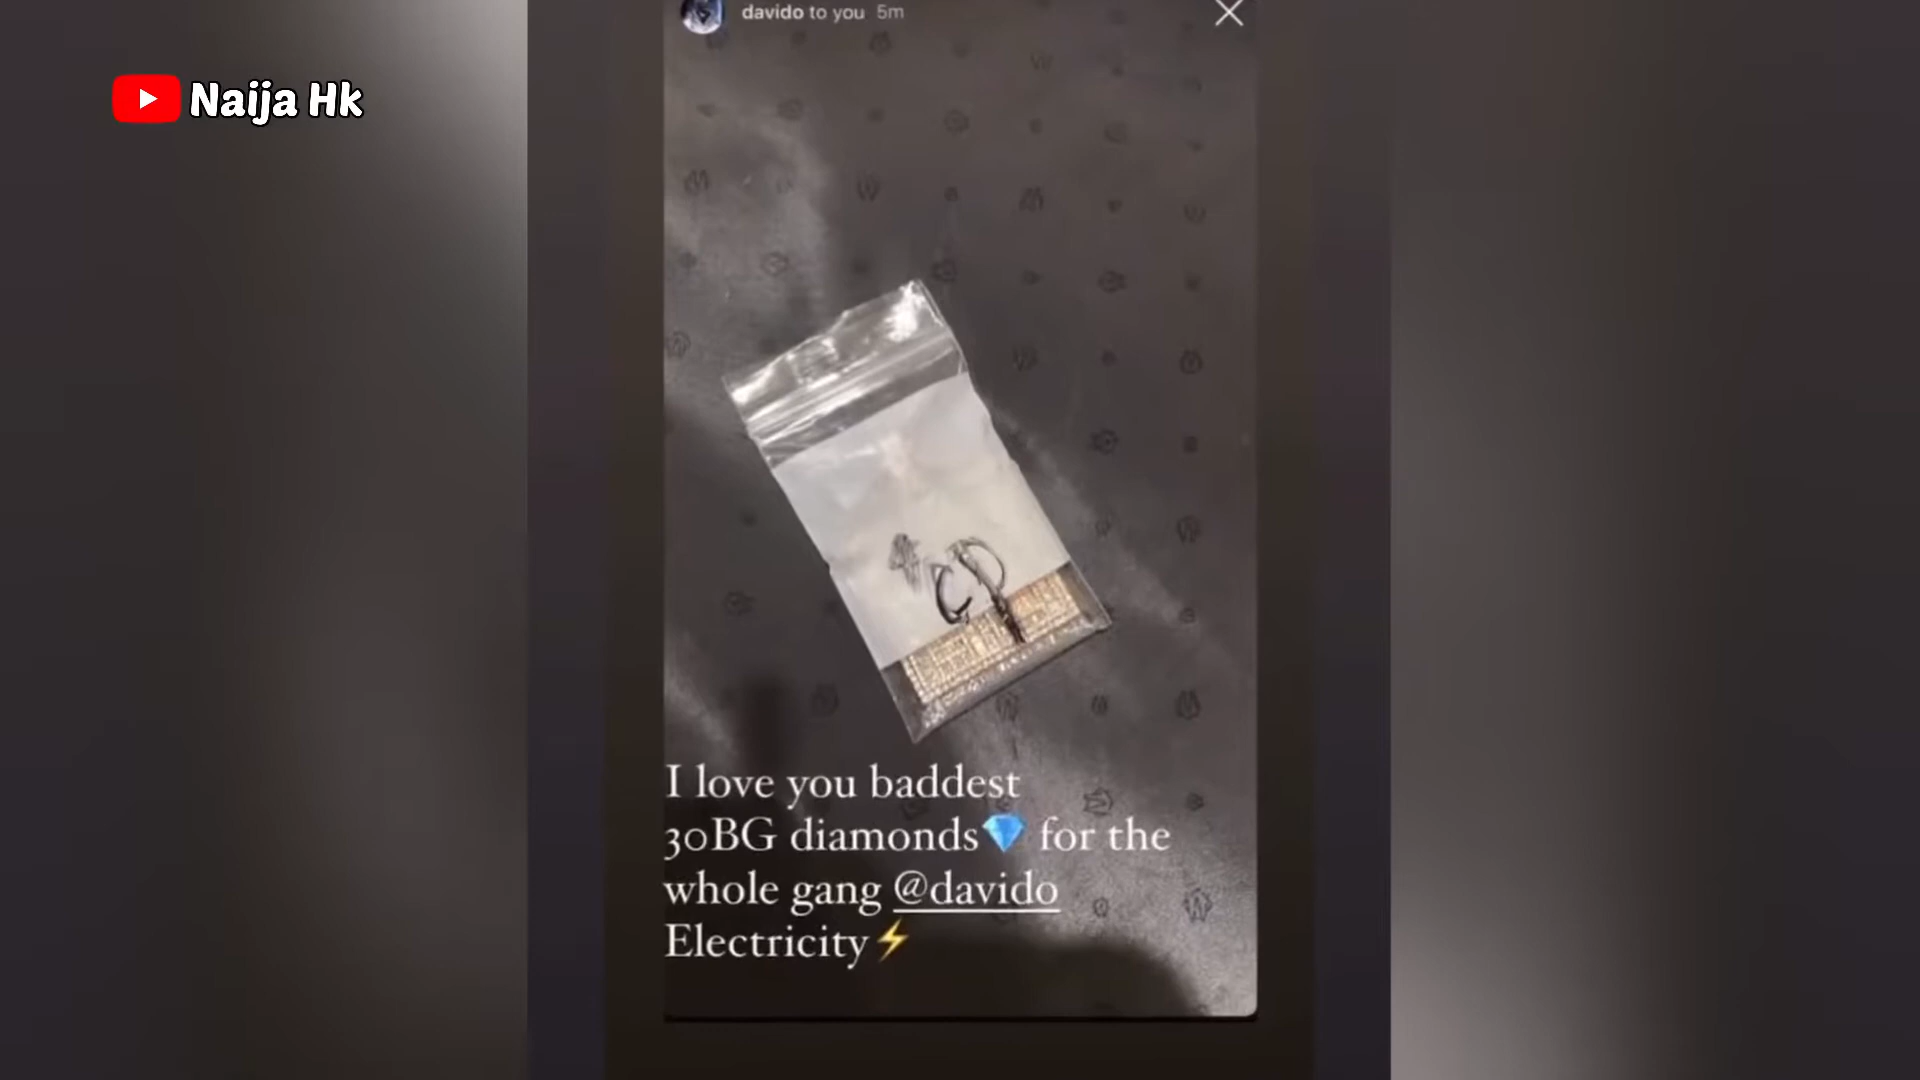 davido to you 5m
Naija Hk
I love you baddest
30BG diamonds💎 for the
whole gang @davido
Electricity⚡